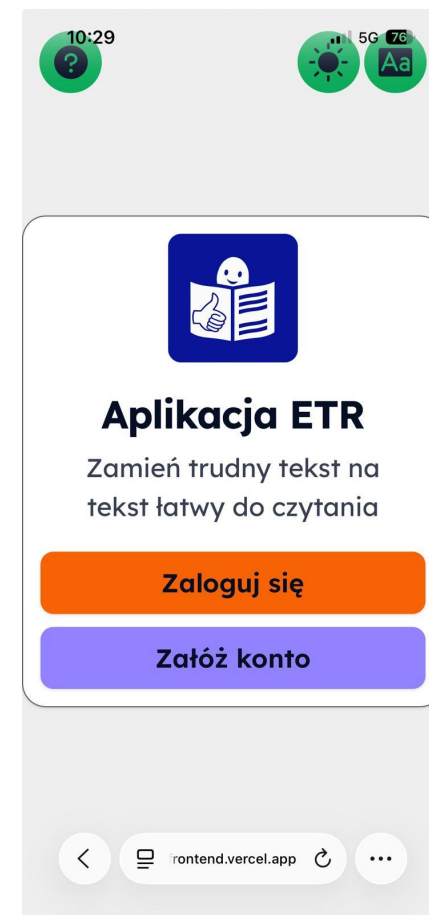 10:29
5G 76
?
Aa
Aplikacja ETR
Zamień trudny tekst na
tekst łatwy do czytania
Zaloguj się
Załóż konto
rontend.vercel.app